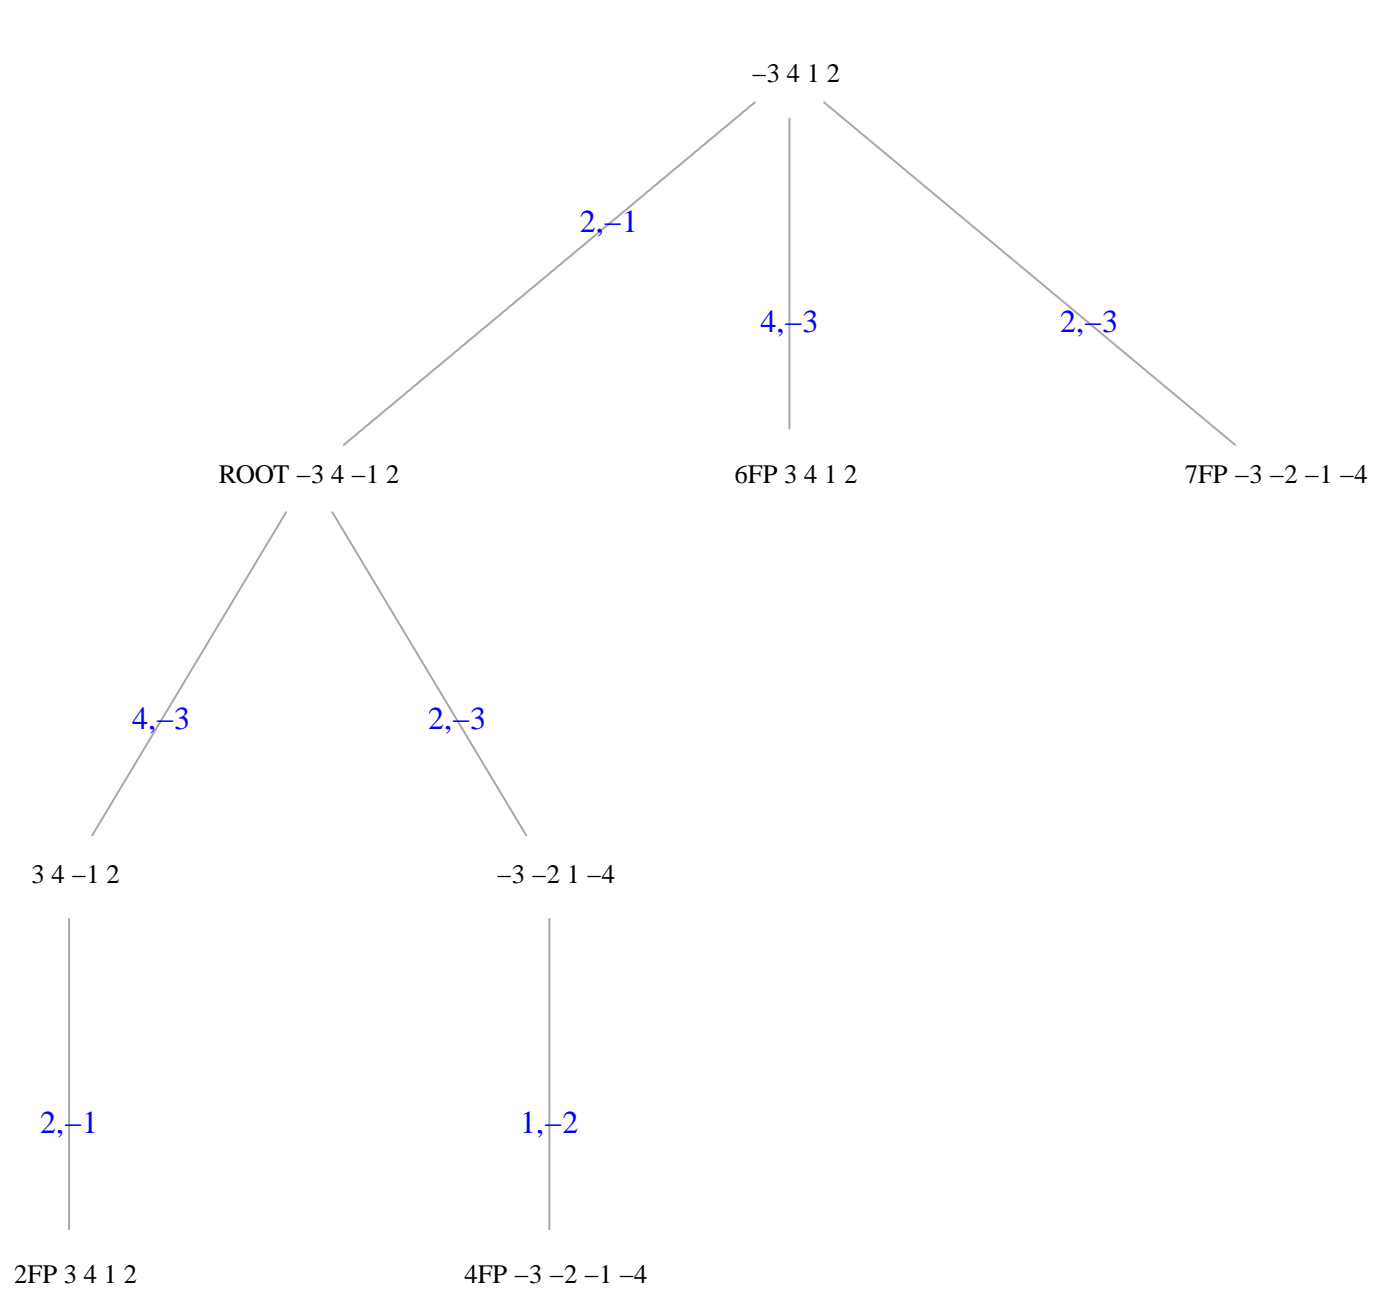 –3 4 1 2
2,–1
4,–3
2,–3
ROOT –3 4 –1 2
6FP 3 4 1 2
7FP –3 –2 –1 –4
4,–3
2,–3
3 4 –1 2
–3 –2 1 –4
2,–1
1,–2
2FP 3 4 1 2
4FP –3 –2 –1 –4